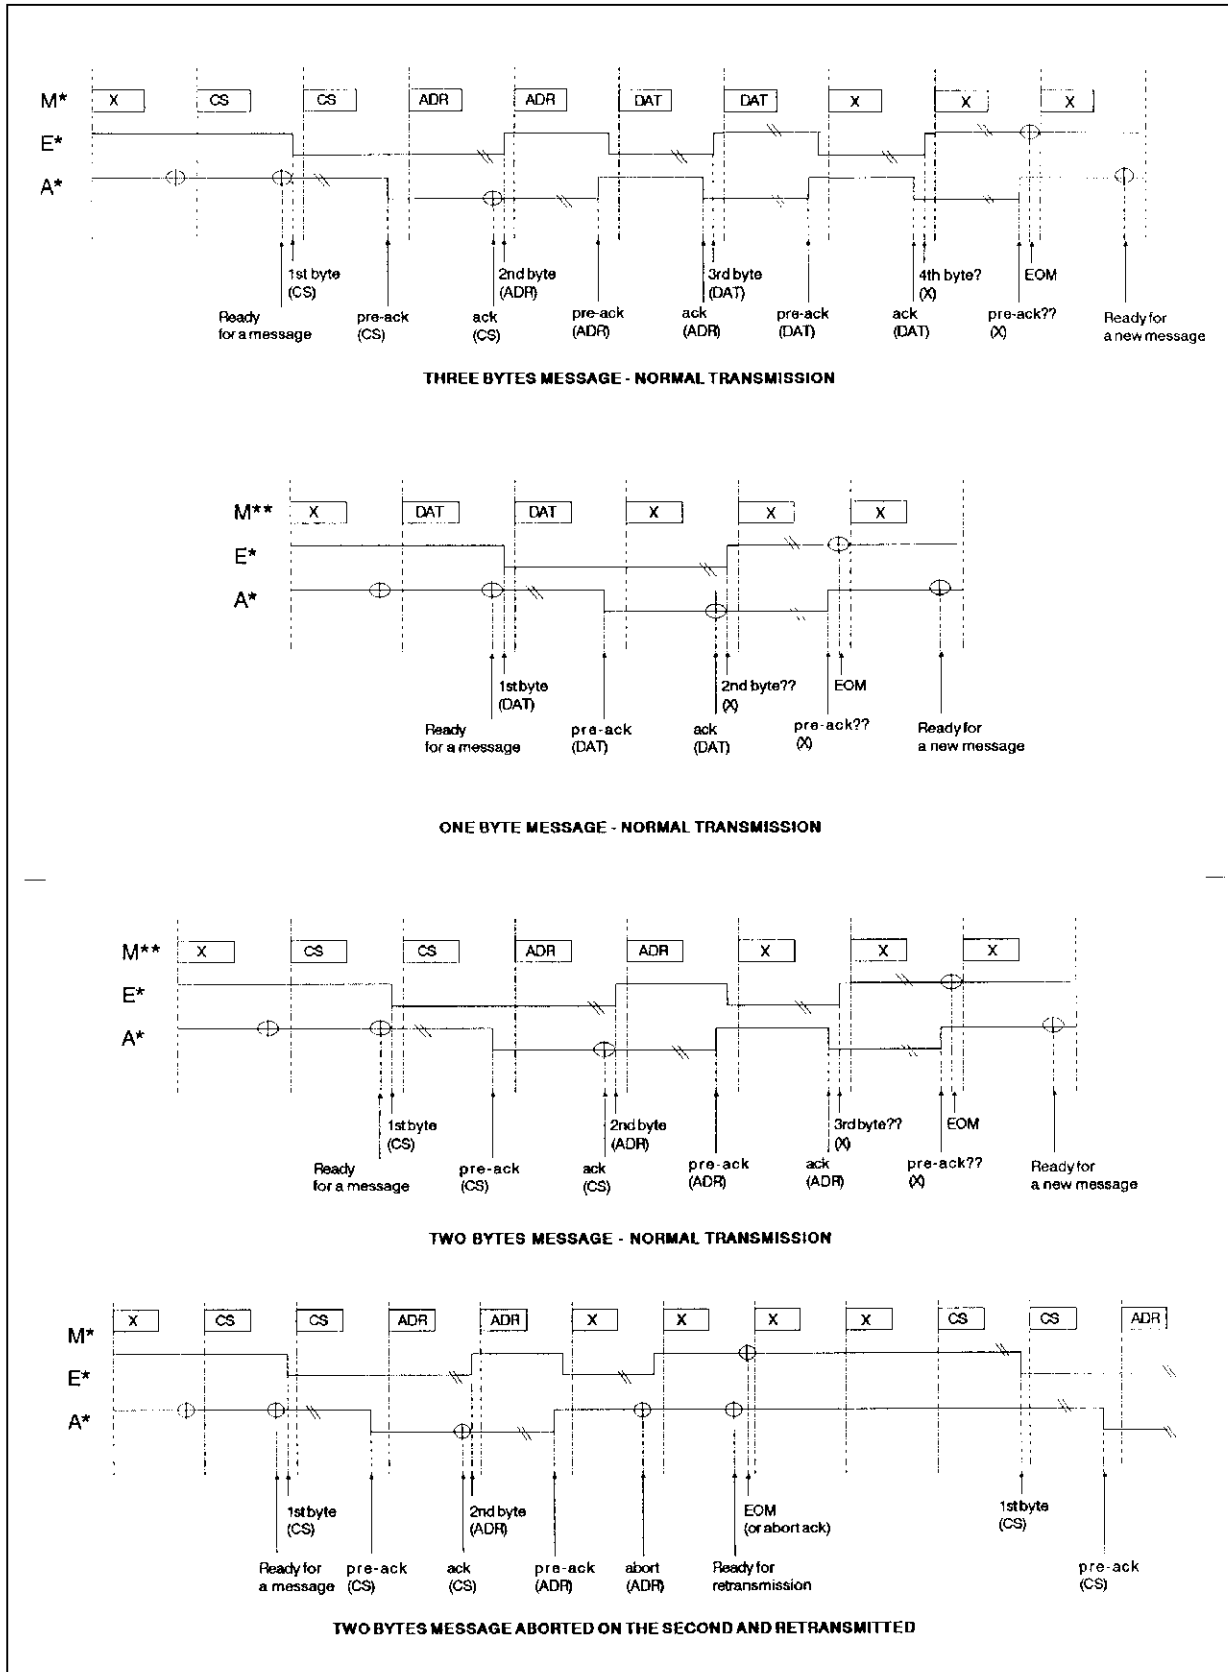 M* X CS CS ADR ADR DAT DAT X X X
E*
A*
1st byte 2nd byte 3rd byte 4th byte? EOM
(CS) (ADR) (DAT) (X)
Ready pre-ack ack pre-ack ack pre-ack ack pre-ack?? Ready for
for a message (CS) (CS) (ADR) (ADR) (DAT) (DAT) (X) a new message
THREE BYTES MESSAGE - NORMAL TRANSMISSION
M** X DAT DAT X X X
E*
A*
1st byte 2nd byte?? EOM
(DAT) (X)
Ready pre-ack ack pre-ack?? Ready for
for a message (DAT) (DAT) (X) a new message
ONE BYTE MESSAGE - NORMAL TRANSMISSION
M** X CS CS ADR ADR X X X
E*
A*
1st byte 2nd byte 3rd byte?? EOM
(CS) (ADR) (X)
Ready pre-ack ack pre-ack ack pre-ack?? Ready for
for a message (CS) (CS) (ADR) (ADR) (X) a new message
TWO BYTES MESSAGE - NORMAL TRANSMISSION
M* X CS CS ADR ADR X X X X CS CS ADR
E*
A*
1st byte 2nd byte EOM 1st byte
(CS) (ADR) (or abort ack) (CS)
Ready for pre-ack ack pre-ack abort Ready for pre-ack
a message (CS) (CS) (ADR) (ADR) retransmission (CS)
TWO BYTES MESSAGE ABORTED ON THE SECOND AND RETRANSMITTED